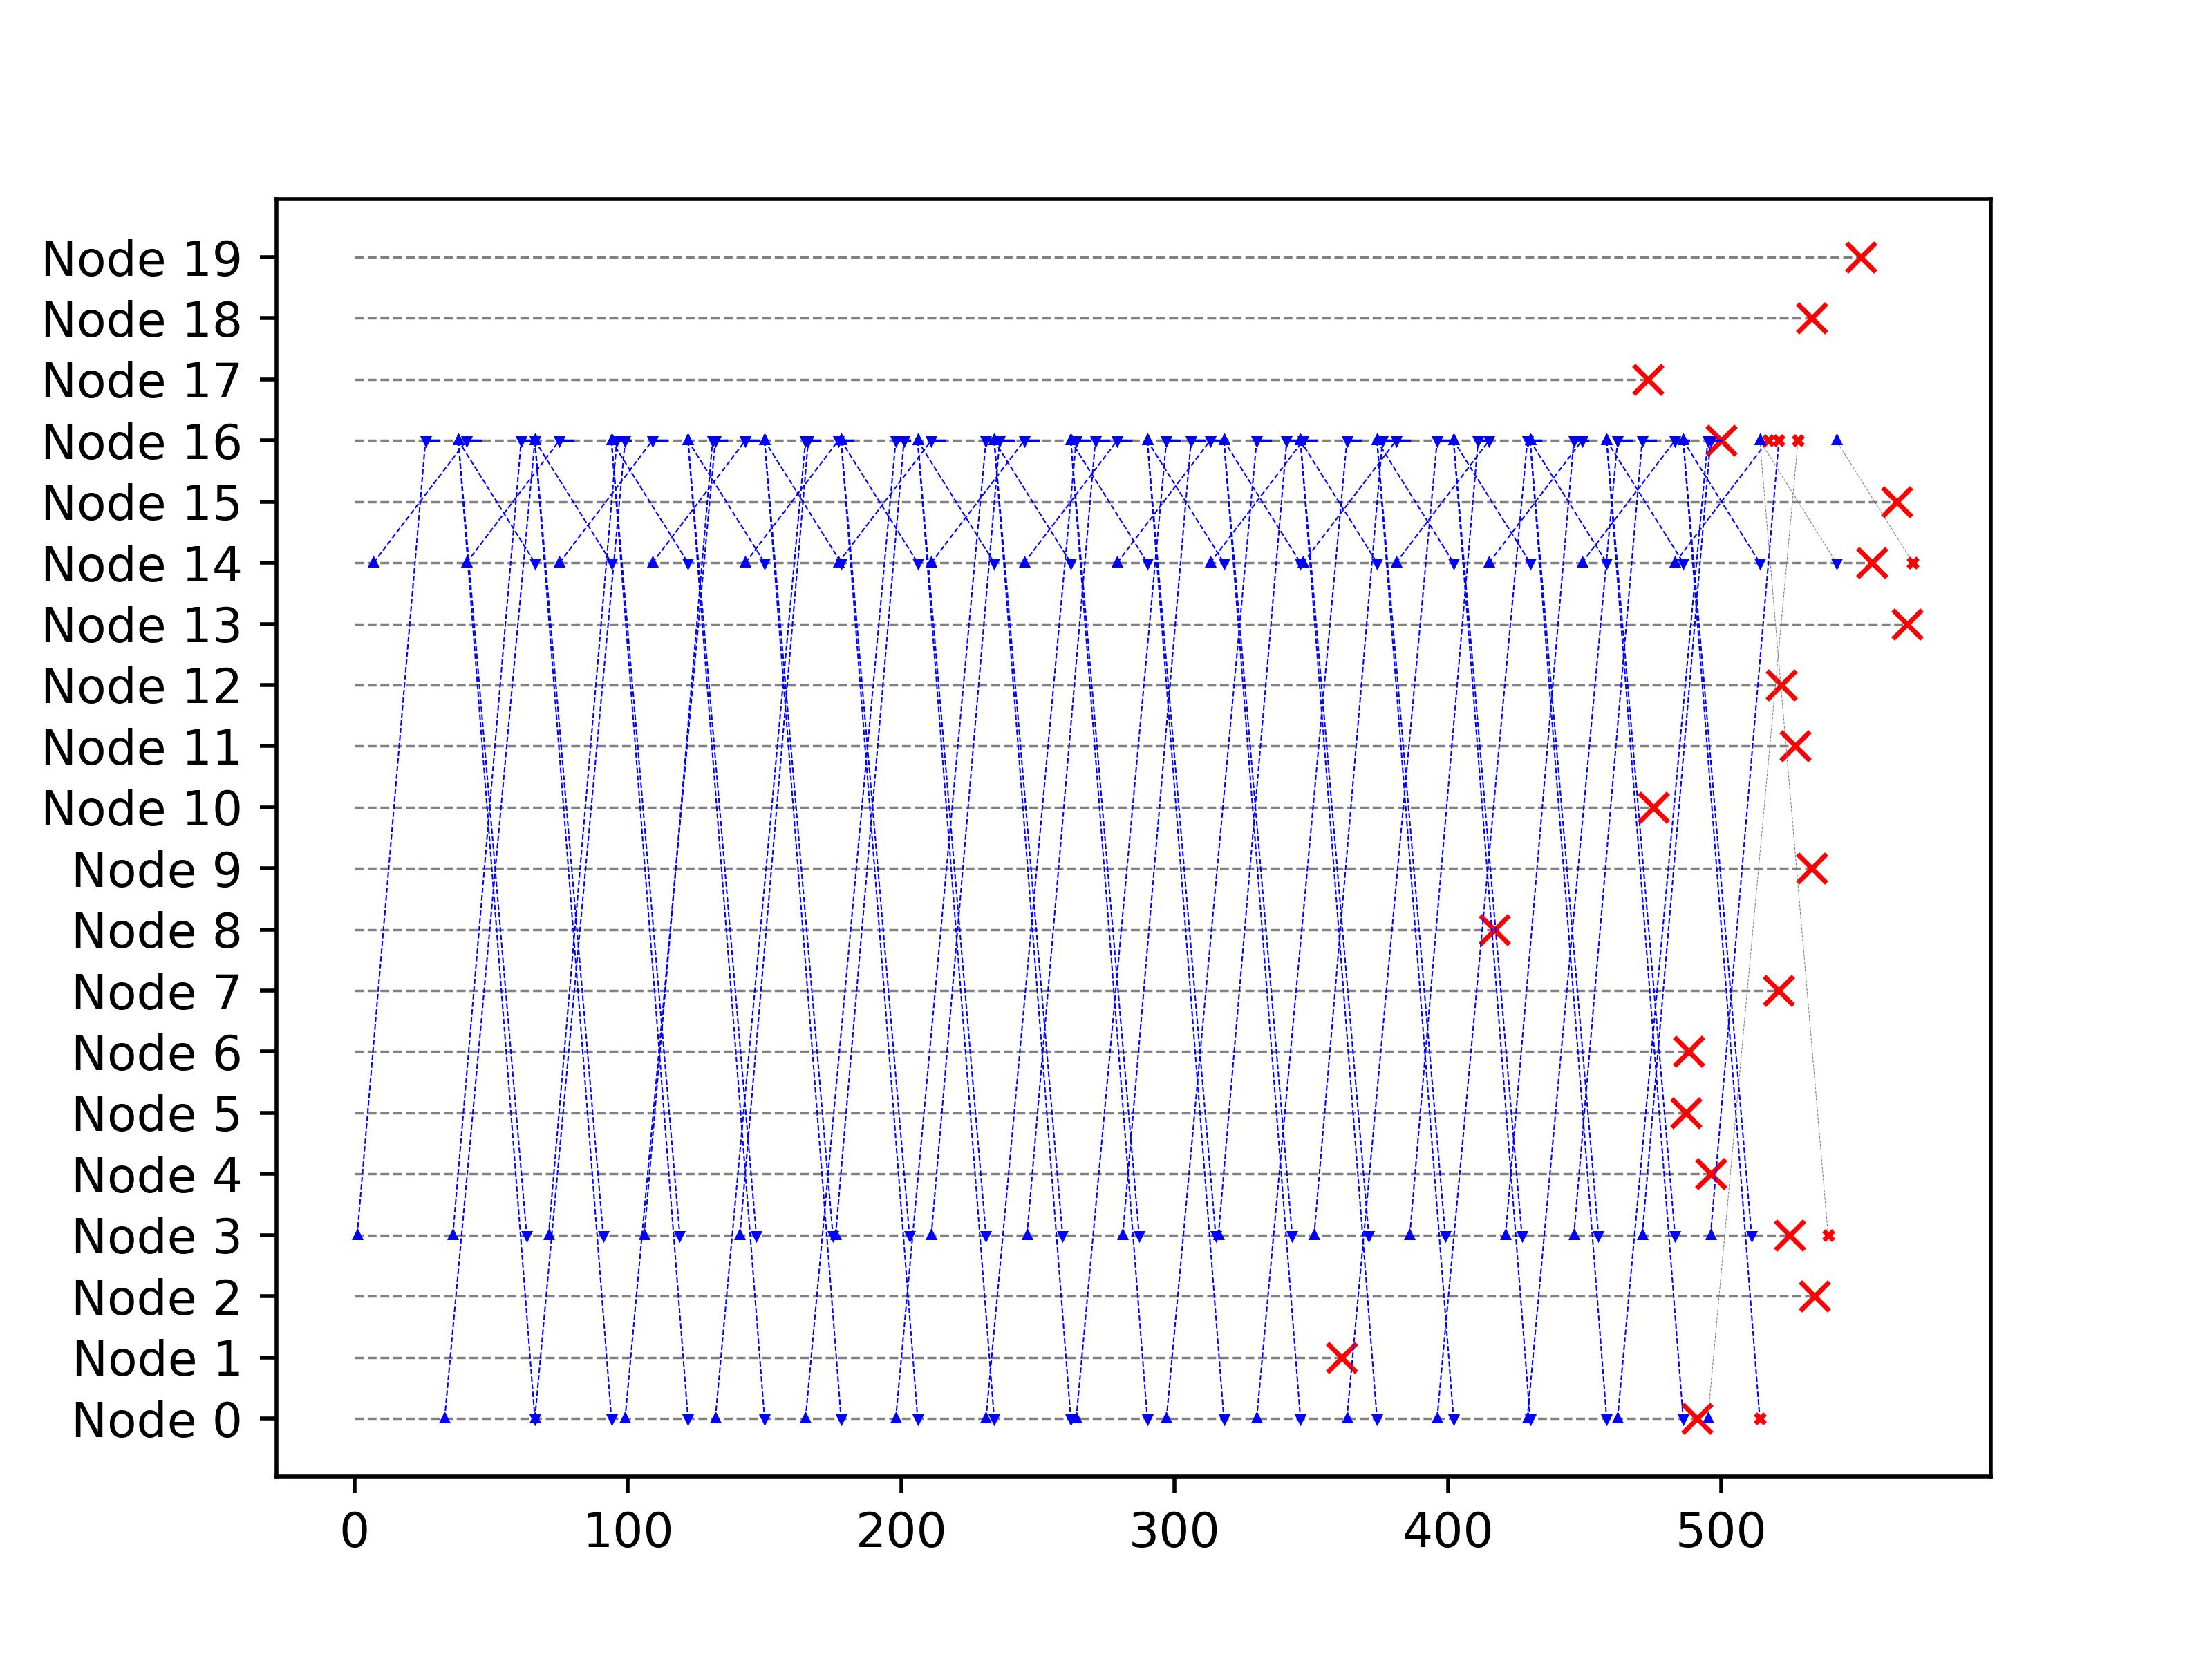 Node 19
Node 18
Node 17
Node 16
Node 15
Node 14
Node 13
Node 12
Node 11
Node 10
Node 9
Node 8
Node 7
Node 6
Node 5
Node 4
Node 3
Node 2
Node 1
Node 0
0 100 200 300 400 500